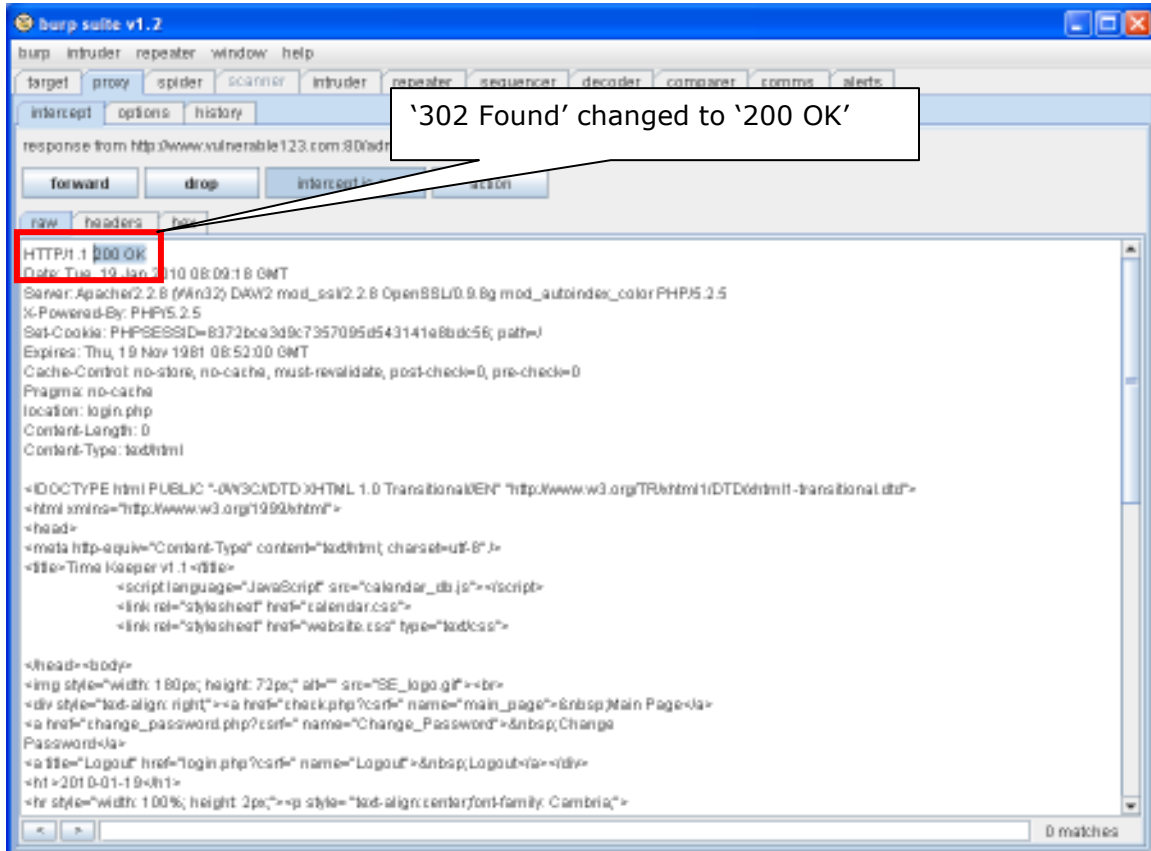 burp suite v1.2
burp intruder repeater window help
target proxy spider scanner intruder repeater sequencer decoder comparer comms alerts
intercept options history
‘302 Found’ changed to ‘200 OK’
response from http://www.vulnerable123.com:80/adm
forward drop intercept is action
raw headers hex
HTTP/1.1 200 OK
Date: Tue, 19 Jan 2010 08:09:18 GMT
Server: Apache/2.2.8 (Win32) DAV/2 mod_ssl/2.2.8 OpenSSL/0.9.8g mod_autoindex_color PHP/5.2.5
X-Powered-By: PHP/5.2.5
Set-Cookie: PHPSESSID=8372bce3d9c7357095d543141e8bdc56; path=/
Expires: Thu, 19 Nov 1981 08:52:00 GMT
Cache-Control: no-store, no-cache, must-revalidate, post-check=0, pre-check=0
Pragma: no-cache
location: login.php
Content-Length: 0
Content-Type: text/html
<!DOCTYPE html PUBLIC "-//W3C//DTD XHTML 1.0 Transitional//EN" "http://www.w3.org/TR/xhtml1/DTD/xhtml1-transitional.dtd">
<html xmlns="http://www.w3.org/1999/xhtml">
<head>
<meta http-equiv="Content-Type" content="text/html; charset=utf-8" />
<title>Time Keeper v1.1</title>
<script language="JavaScript" src="calendar_db.js"></script>
<link rel="stylesheet" href="calendar.css">
<link rel="stylesheet" href="website.css" type="text/css">
</head><body>
<img style="width: 180px; height: 72px;" alt="" src="SE_logo.gif"><br>
<div style="text-align: right;"><a href="check.php?csrf=" name="main_page">&nbsp;Main Page</a>
<a href="change_password.php?csrf=" name="Change_Password">&nbsp;Change
Password</a>
<a title="Logout" href="login.php?csrf=" name="Logout">&nbsp;Logout</a></div>
<h1>2010-01-19</h1>
<hr style="width: 100%; height: 2px;"><p style= "text-align:center;font-family: Cambria;">
< > 0 matches